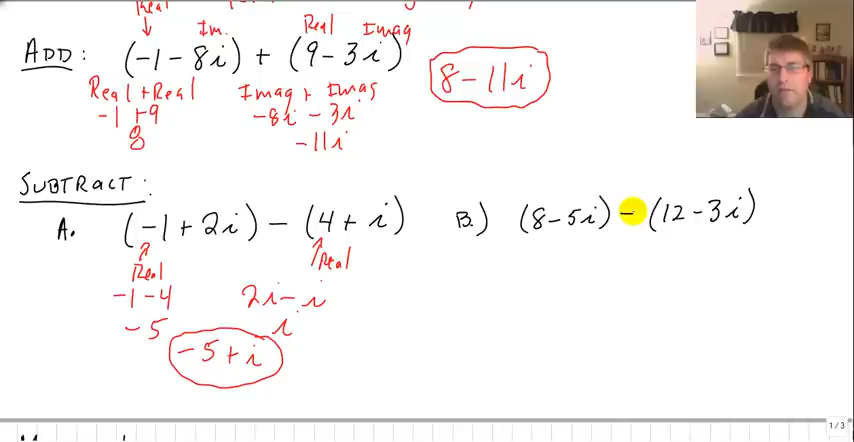 Real
Im.
Real
Imag
ADD: (-1 - 8i) + (9 - 3i)
8 - 11i
Real + Real
Imag + Imag
-1 + 9
-8i - 3i
8
-11i
SUBTRACT:
A. (-1 + 2i) - (4 + i)
B.) (8 - 5i) - (12 - 3i)
Real
Real
-1 - 4
2i - i
-5
i
-5 + i
1/3